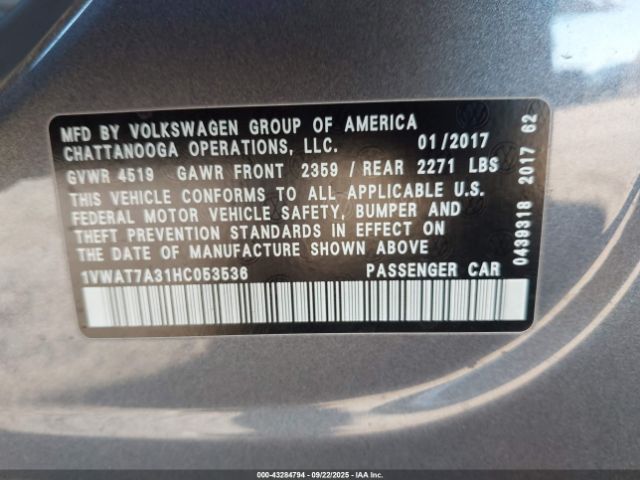 MFD BY VOLKSWAGEN GROUP OF AMERICA
CHATTANOOGA OPERATIONS, LLC. 01/2017
GVWR 4519 GAWR FRONT 2359 / REAR 2271 LBS
THIS VEHICLE CONFORMS TO ALL APPLICABLE U.S.
FEDERAL MOTOR VEHICLE SAFETY, BUMPER AND
THEFT PREVENTION STANDARDS IN EFFECT ON
THE DATE OF MANUFACTURE SHOWN ABOVE
1VWAT7A31HC053536 PASSENGER CAR
0439318 2017 62
000-43284794 - 09/22/2025 - IAA Inc.